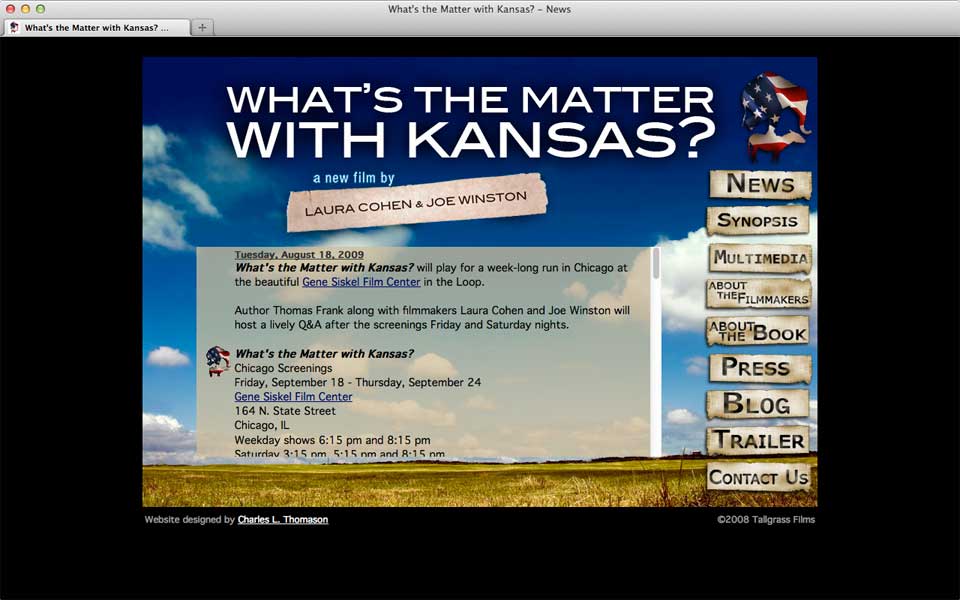 What's the Matter with Kansas? – News
What's the Matter with Kansas? ...
WHAT'S THE MATTER
WITH KANSAS?
a new film by
LAURA COHEN & JOE WINSTON
Tuesday, August 18, 2009
What's the Matter with Kansas? will play for a week-long run in Chicago at
the beautiful Gene Siskel Film Center in the Loop.
Author Thomas Frank along with filmmakers Laura Cohen and Joe Winston will
host a lively Q&A after the screenings Friday and Saturday nights.
What's the Matter with Kansas?
Chicago Screenings
Friday, September 18 - Thursday, September 24
Gene Siskel Film Center
164 N. State Street
Chicago, IL
Weekday shows 6:15 pm and 8:15 pm
Saturday 3:15 pm, 5:15 pm and 8:15 pm
NEWS
SYNOPSIS
MULTIMEDIA
ABOUT
THE FILMMAKERS
ABOUT
THE BOOK
PRESS
BLOG
TRAILER
CONTACT US
Website designed by Charles L. Thomason
©2008 Tallgrass Films